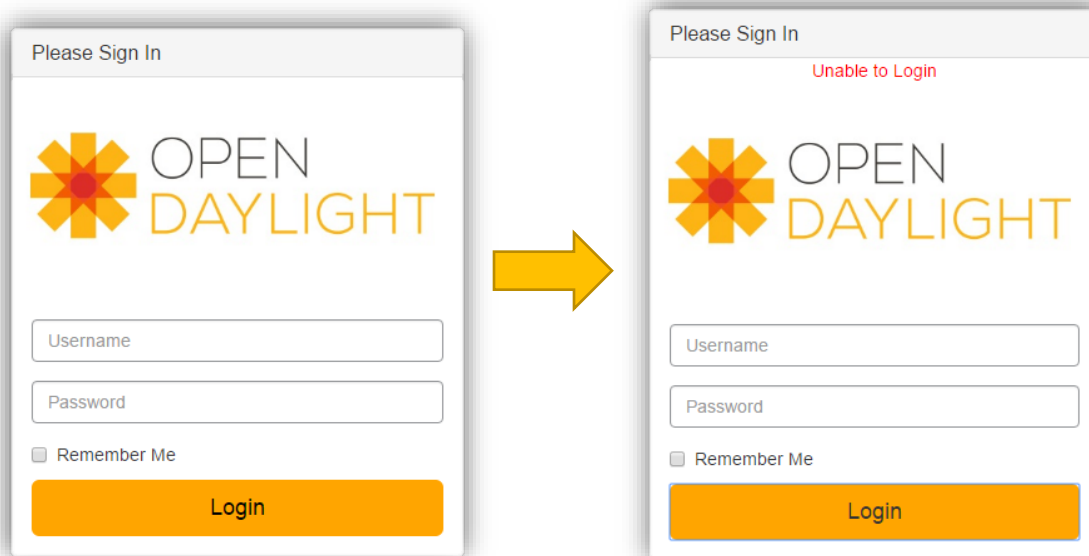 Please Sign In
OPEN
DAYLIGHT
Username
Password
Remember Me
Login
Please Sign In
Unable to Login
OPEN
DAYLIGHT
Username
Password
Remember Me
Login